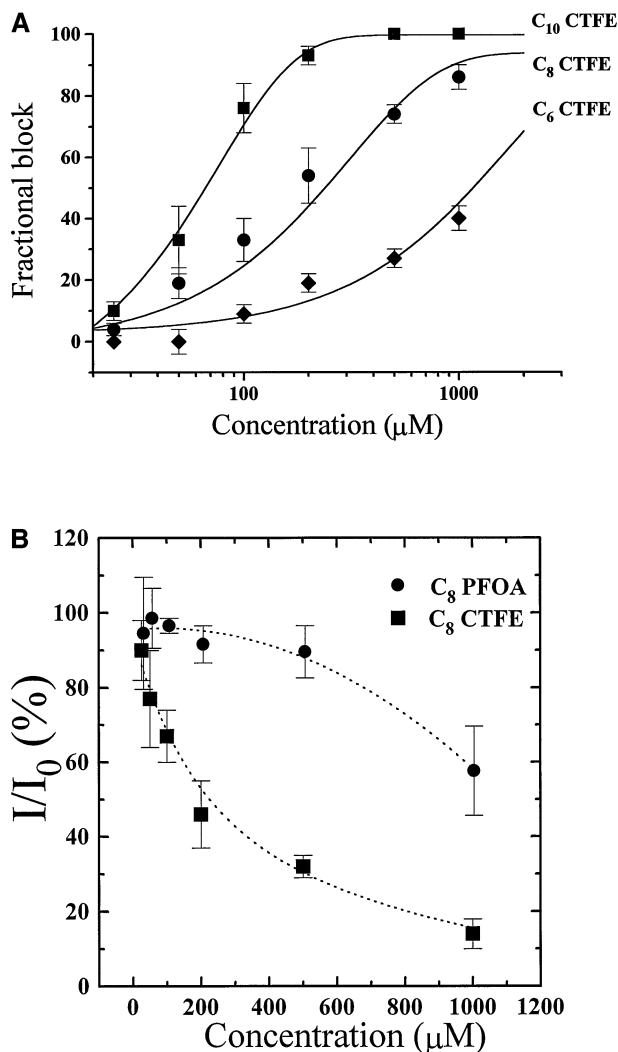 A
100
80
60
40
20
0
Fractional block
C10 CTFE
C8 CTFE
C6 CTFE
100
1000
Concentration (μM)
B
120
100
80
60
40
20
0
I/I0 (%)
C8 PFOA
C8 CTFE
0
200
400
600
800
1000
1200
Concentration (μM)